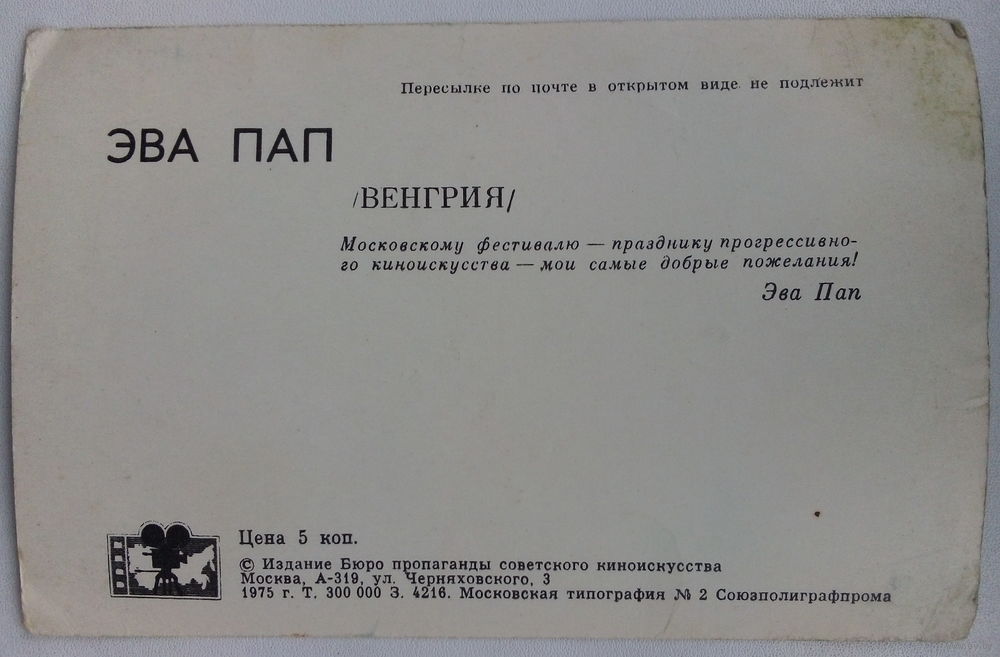 Пересылке по почте в открытом виде не подлежит
ЭВА ПАП
/ВЕНГРИЯ/
Московскому фестивалю — празднику прогрессивно-
го киноискусства — мои самые добрые пожелания!
Эва Пап
Цена 5 коп.
© Издание Бюро пропаганды советского киноискусства
Москва, А-319, ул. Черняховского, 3
1975 г. Т. 300 000 З. 4216. Московская типография № 2 Союзполиграфпрома